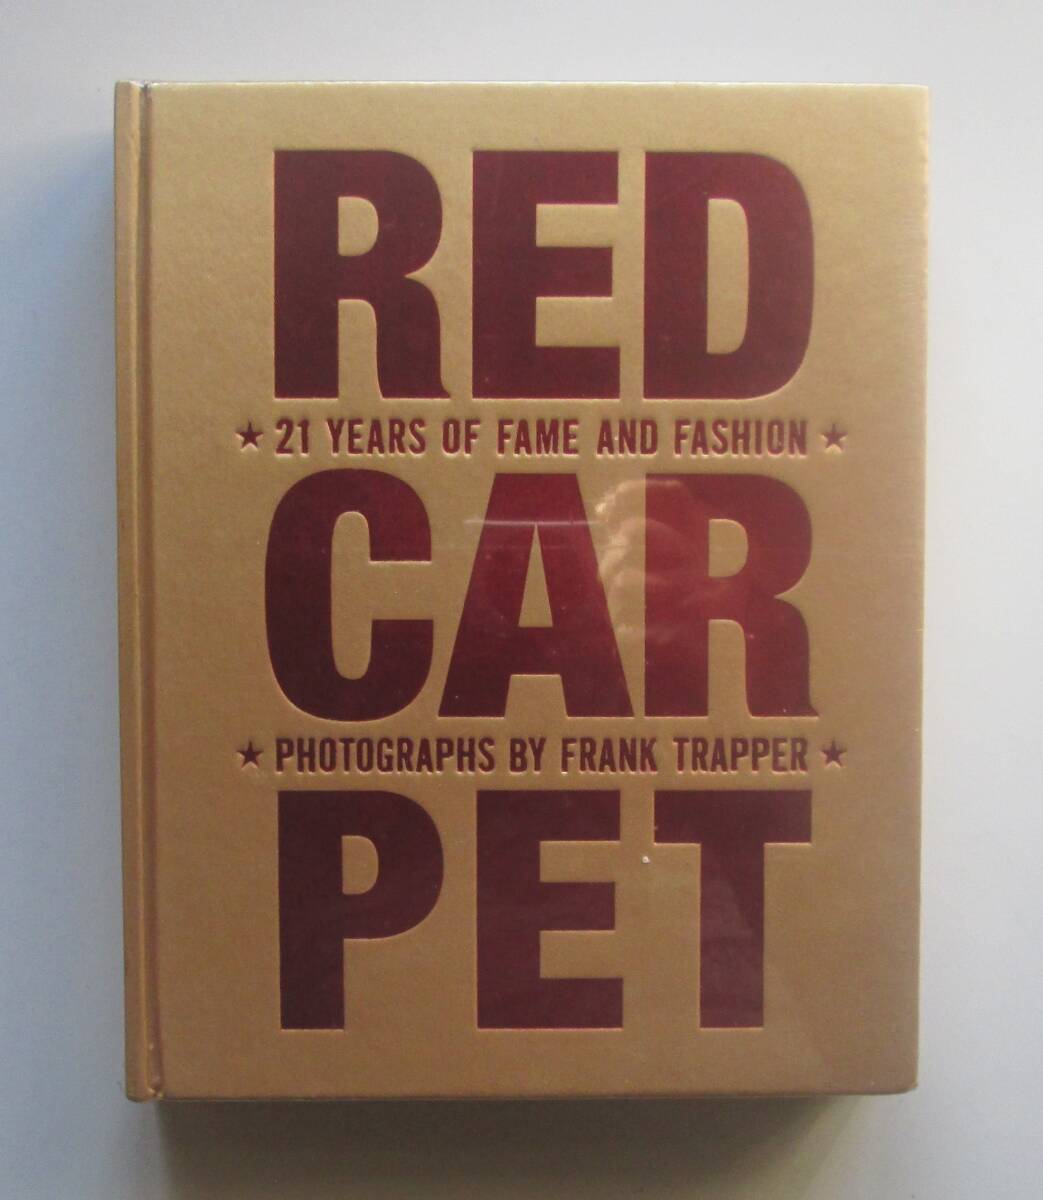 RED
★ 21 YEARS OF FAME AND FASHION ★
CAR
★ PHOTOGRAPHS BY FRANK TRAPPER ★
PET